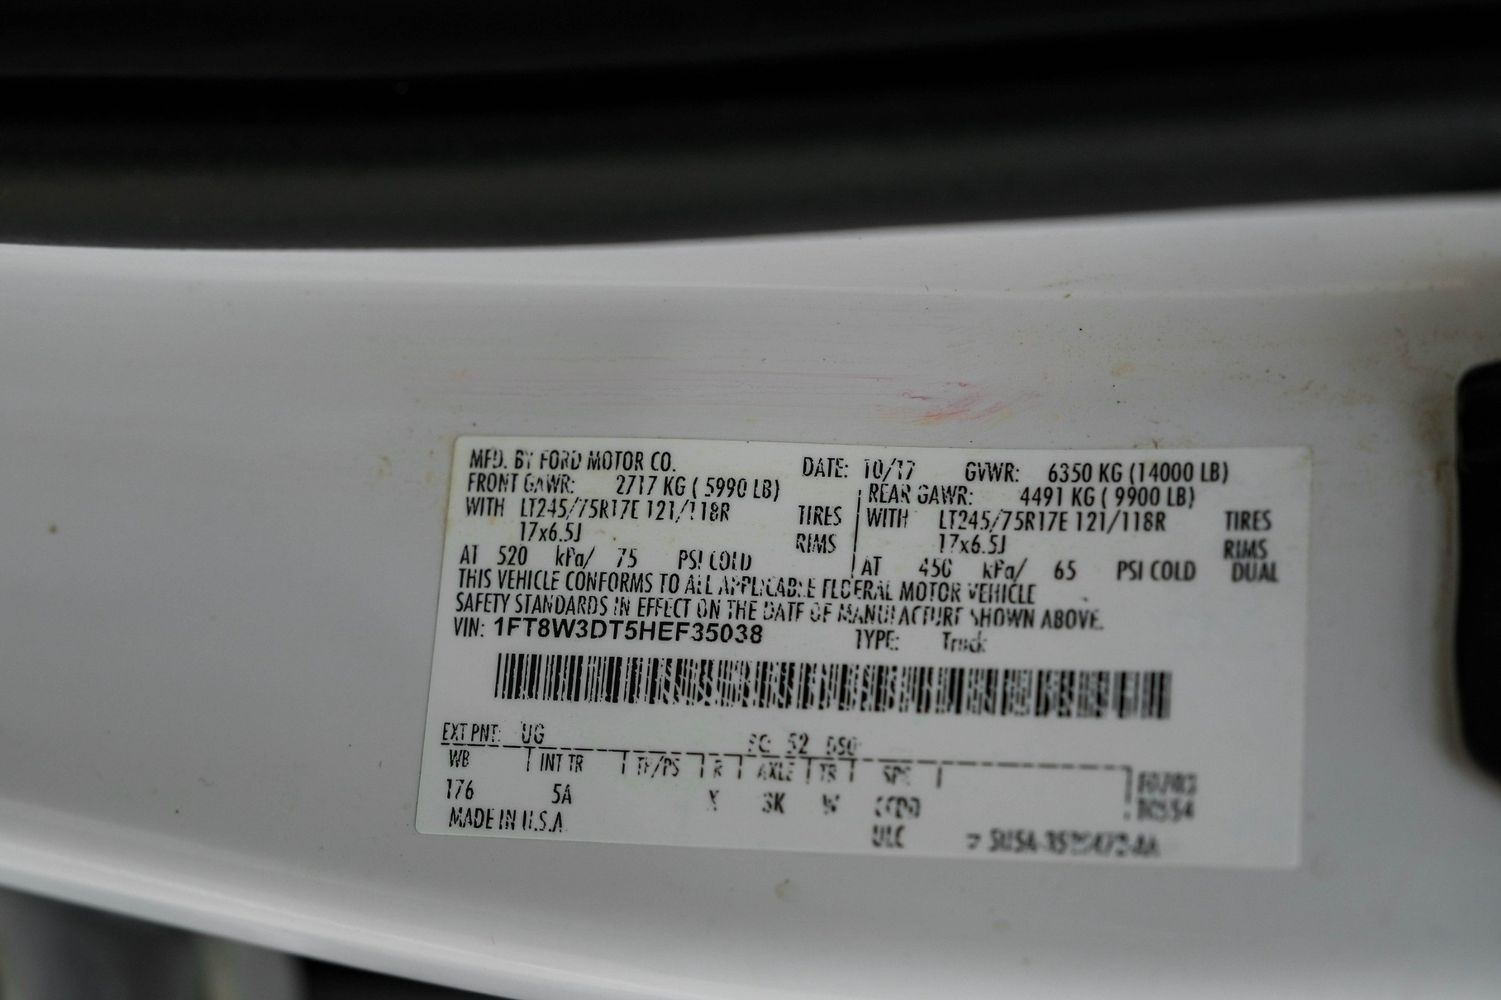 MFD. BY FORD MOTOR CO. DATE: 10/17 GVWR: 6350 KG (14000 LB)
FRONT GAWR: 2717 KG ( 5990 LB) REAR GAWR: 4491 KG ( 9900 LB)
WITH LT245/75R17E 121/118R TIRES WITH LT245/75R17E 121/118R TIRES
17x6.5J RIMS 17x6.5J RIMS
AT 520 kPa/ 75 PSI COLD AT 450 kPa/ 65 PSI COLD DUAL
THIS VEHICLE CONFORMS TO ALL APPLICABLE FEDERAL MOTOR VEHICLE
SAFETY STANDARDS IN EFFECT ON THE DATE OF MANUFACTURE SHOWN ABOVE.
VIN: 1FT8W3DT5HEF35038 TYPE: Truck
EXT PNT: UG 52
WB INT TR TP/PS R AXLE TR SPR
176 5A 3K
MADE IN U.S.A